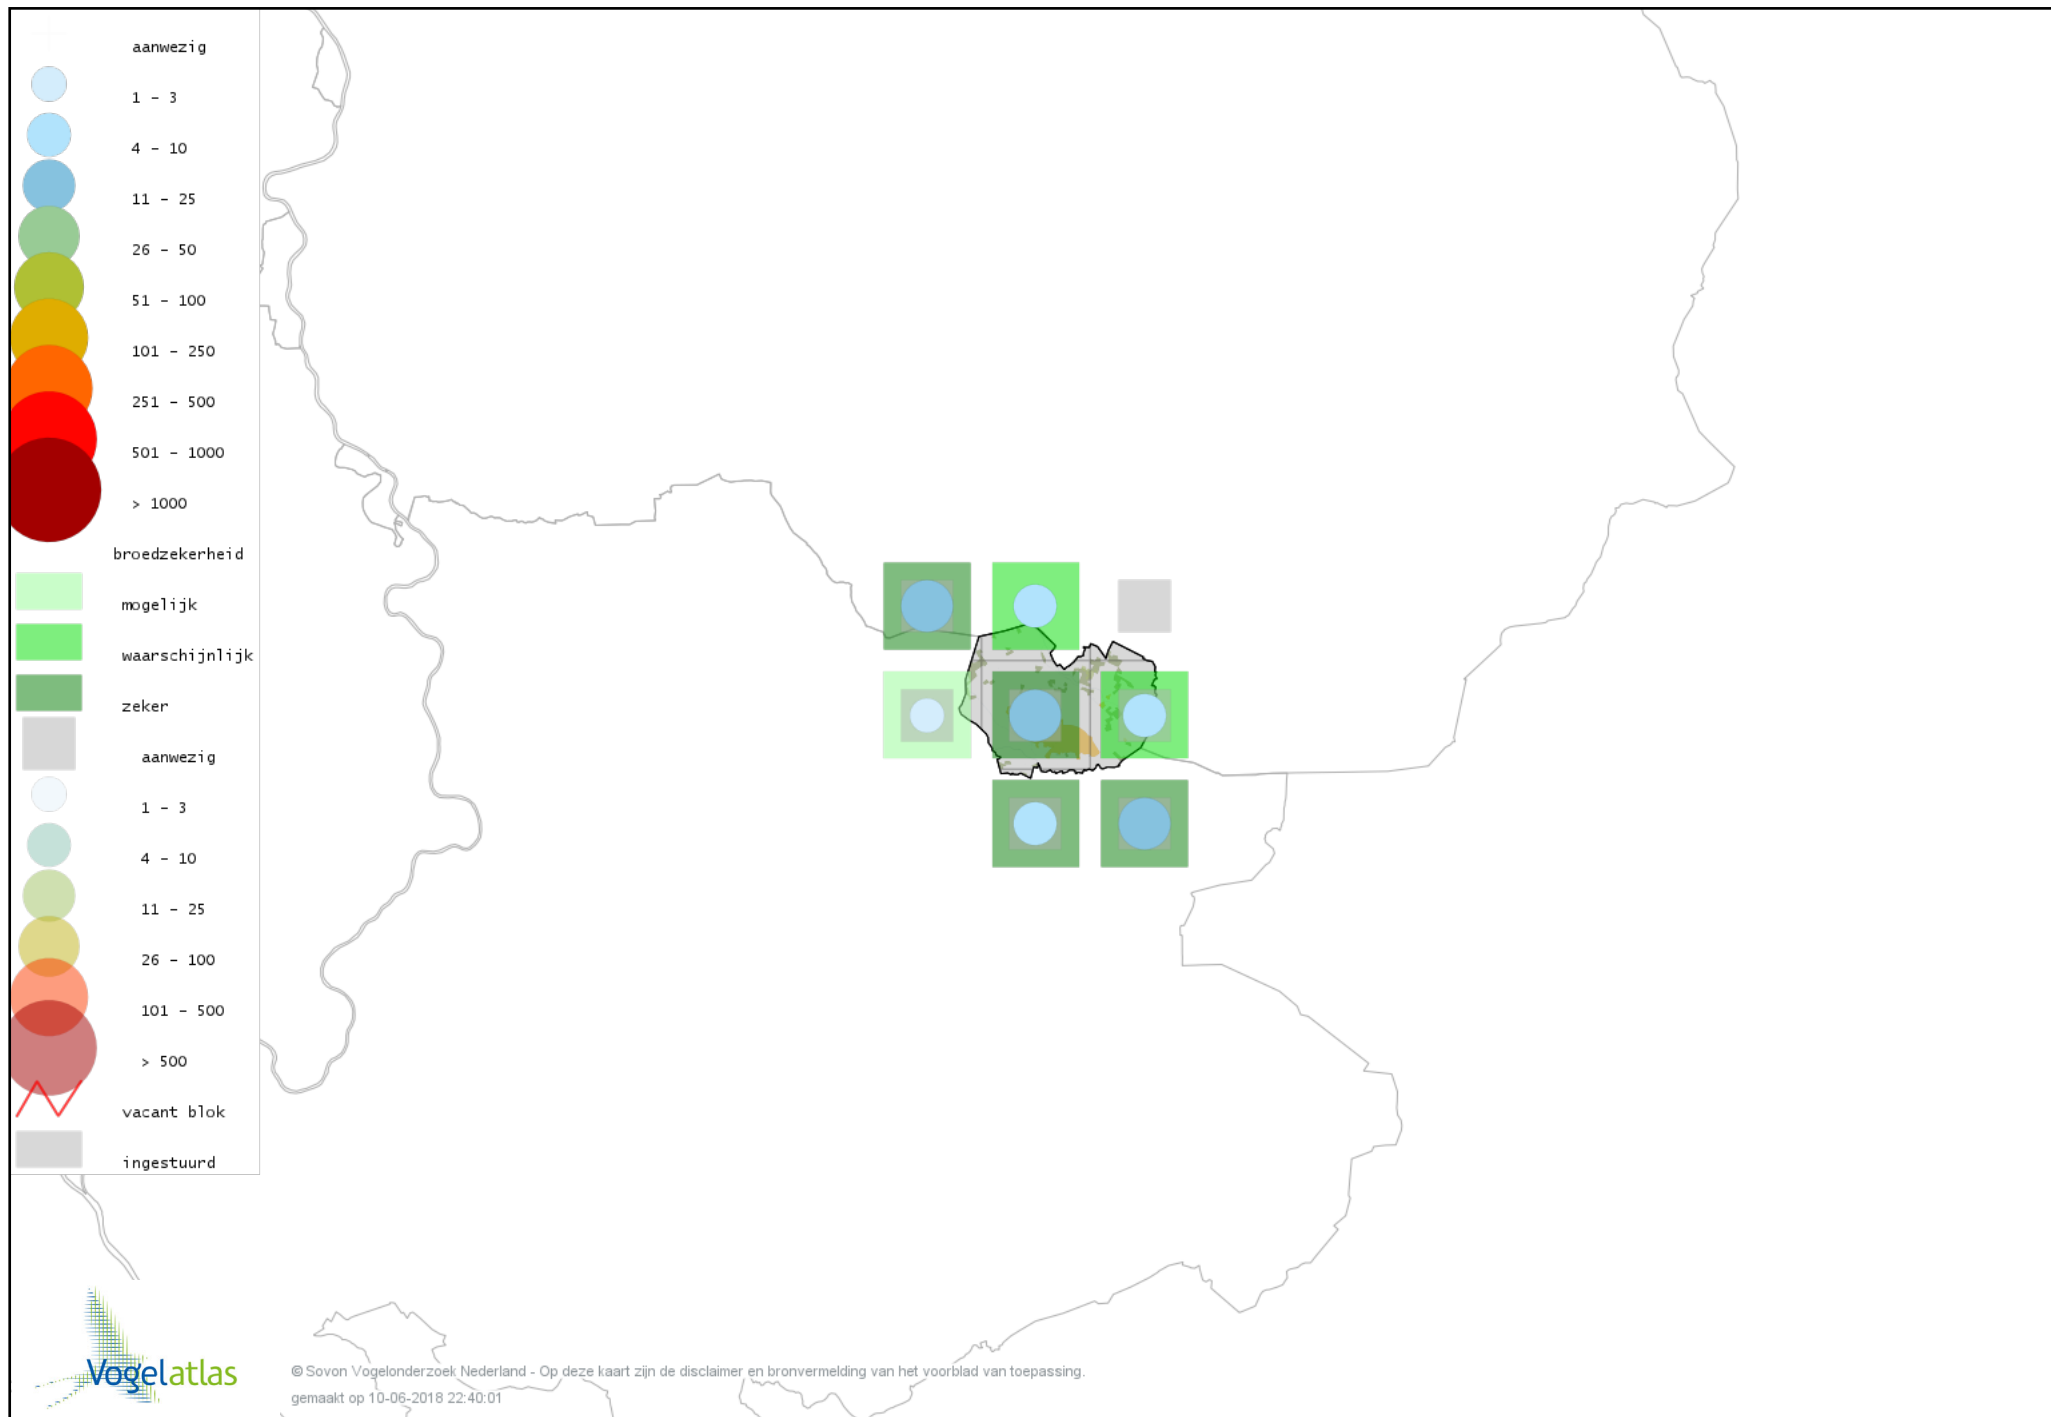 aanwezig
1 - 3
4 - 10
11 - 25
26 - 50
51 - 100
101 - 250
251 - 500
501 - 1000
> 1000
broedzekerheid
mogelijk
waarschijnlijk
zeker
aanwezig
1 - 3
4 - 10
11 - 25
26 - 100
101 - 500
> 500
vacant blok
ingestuurd
Vogelatlas
© Sovon Vogelonderzoek Nederland - Op deze kaart zijn de disclaimer en bronvermelding van het voorblad van toepassing.
gemaakt op 10-06-2018 22:40:01